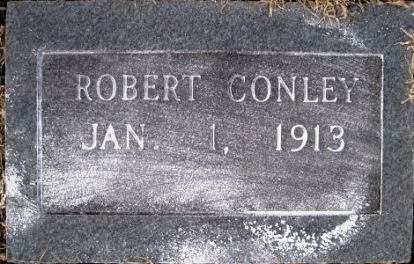 ROBERT CONLEY
JAN. 1, 1913